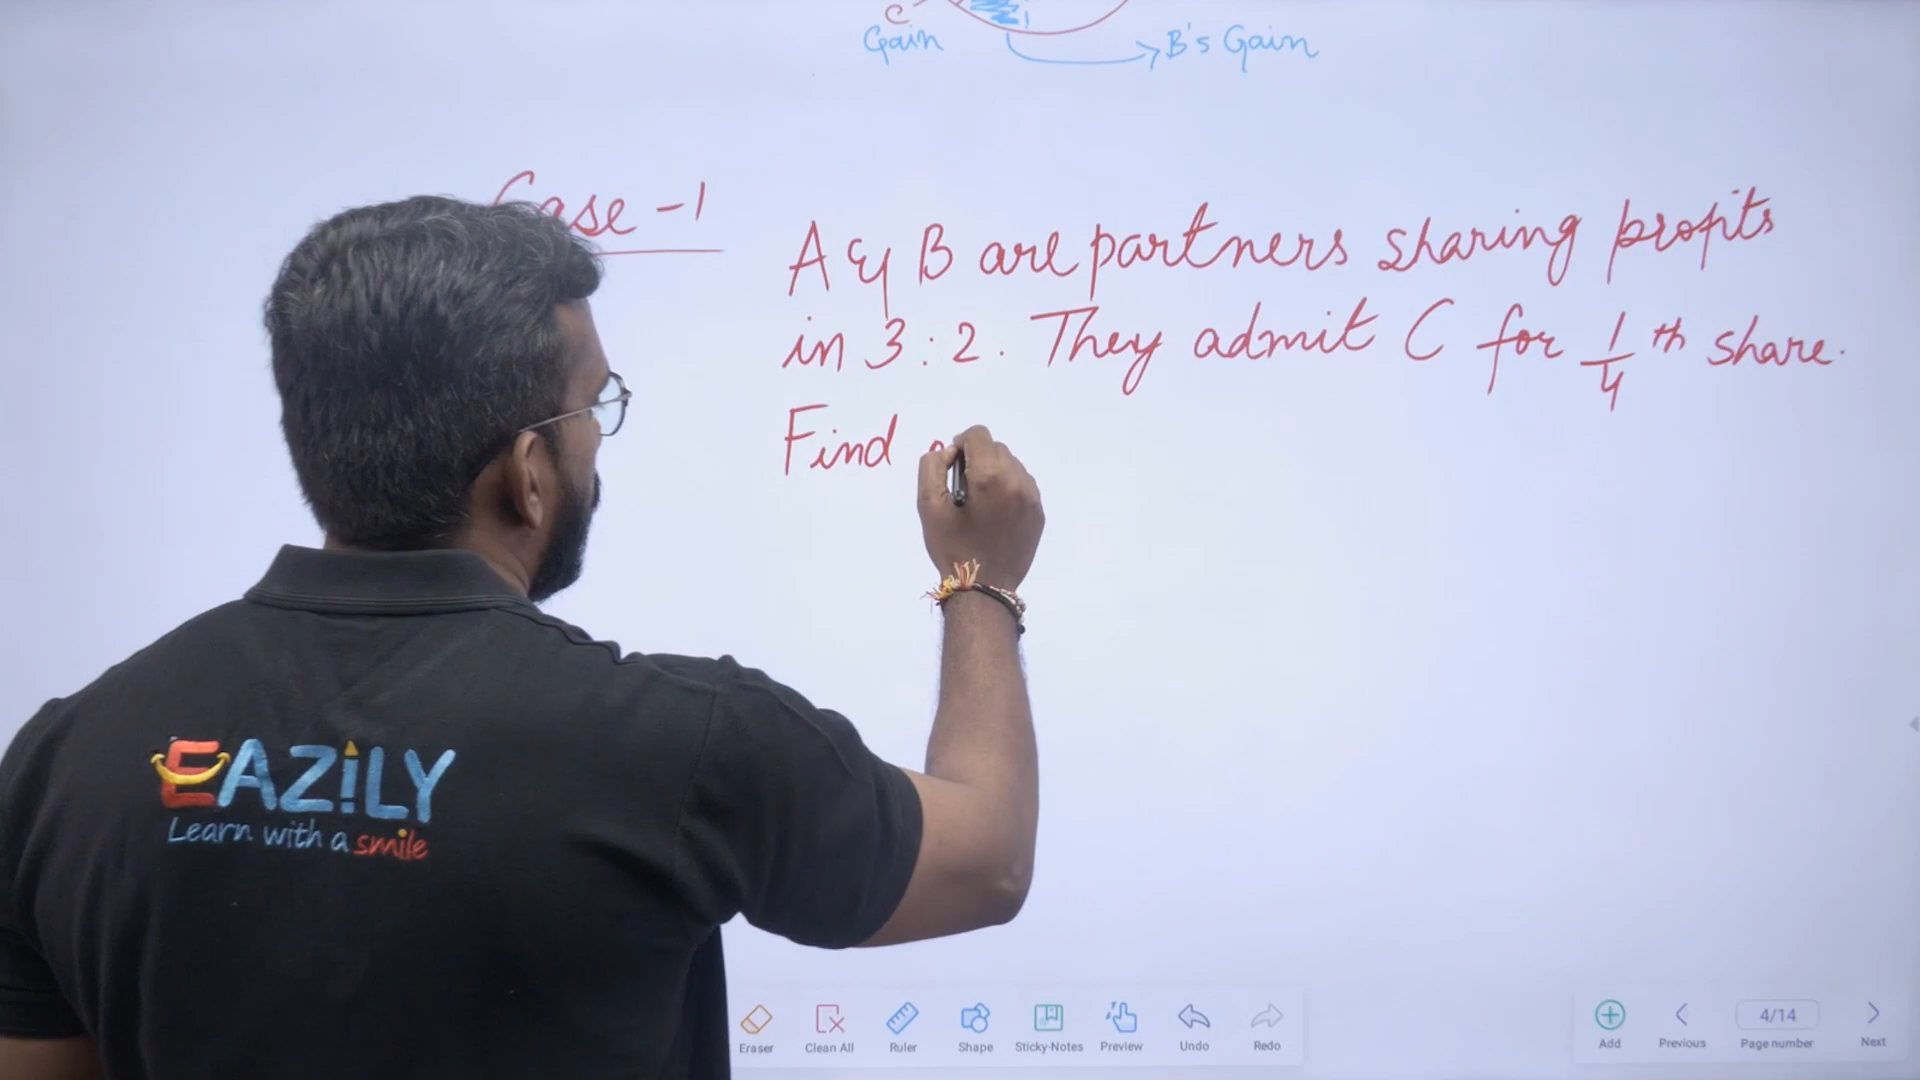 C
Gain
B's Gain
Case-1
A & B are partners sharing profits
in 3:2. They admit C for 1/4 th share.
Find
EAZILY
Learn with a smile
Eraser
Clean All
Ruler
Shape
Sticky-Notes
Preview
Undo
Redo
Add
Previous
4/14
Page number
Next